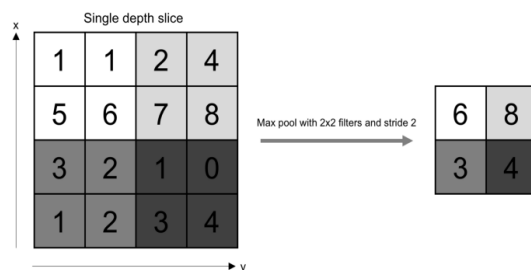 Single depth slice
x
1 1 2 4
5 6 7 8
3 2 1 0
1 2 3 4
y
Max pool with 2x2 filters and stride 2
6 8
3 4